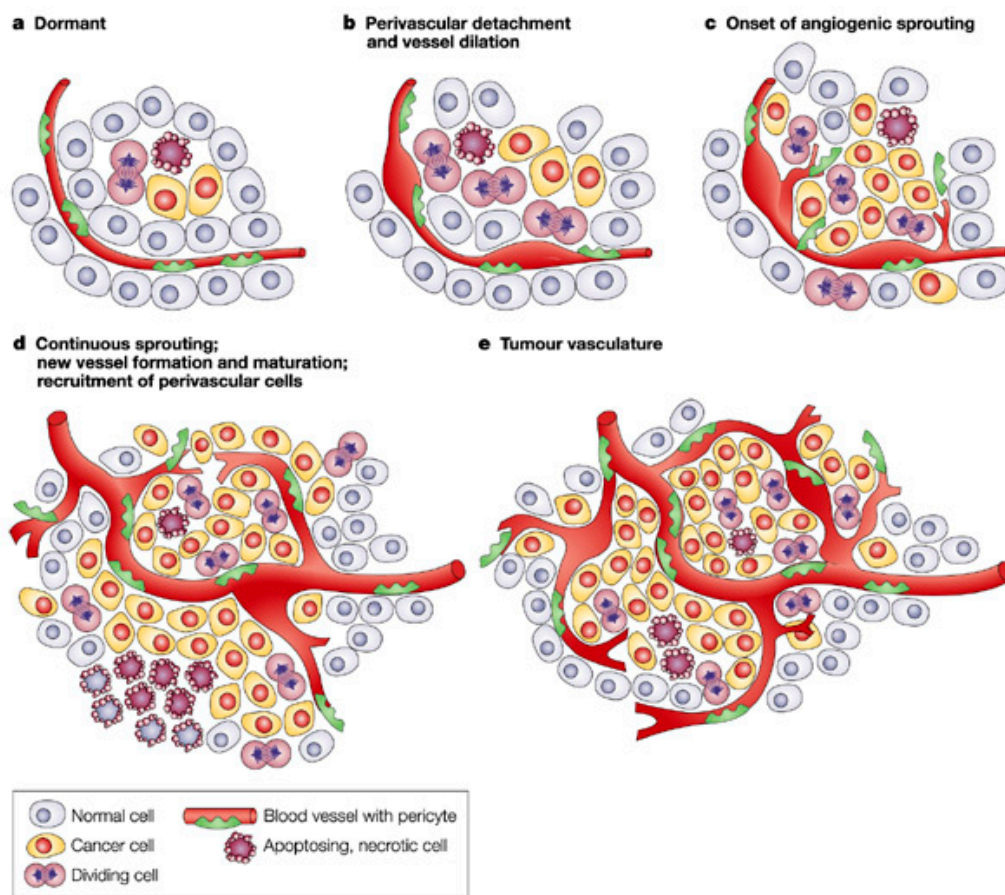 a Dormant
b Perivascular detachment
and vessel dilation
c Onset of angiogenic sprouting
d Continuous sprouting;
new vessel formation and maturation;
recruitment of perivascular cells
e Tumour vasculature
Normal cell
Cancer cell
Dividing cell
Blood vessel with pericyte
Apoptosing, necrotic cell